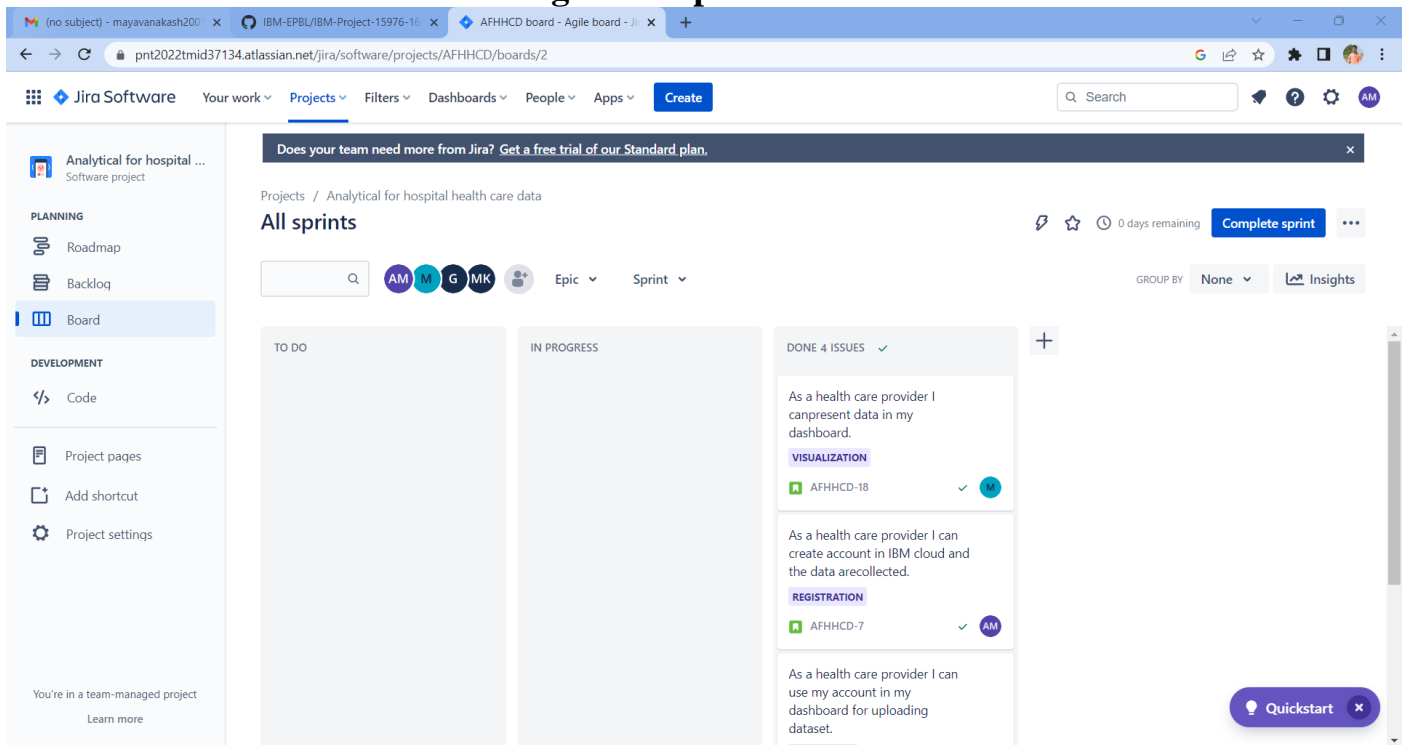 (no subject) - mayavanakash2001
IBM-EPBL/IBM-Project-15976-16
AFHHCD board - Agile board - Ji
pnt2022tmid37134.atlassian.net/jira/software/projects/AFHHCD/boards/2
G
Jira Software Your work Projects Filters Dashboards People Apps Create Search AM
Analytical for hospital ...
Software project
PLANNING
Roadmap
Backlog
Board
DEVELOPMENT
Code
Project pages
Add shortcut
Project settings
You're in a team-managed project
Learn more
Does your team need more from Jira? Get a free trial of our Standard plan.
Projects / Analytical for hospital health care data
All sprints
0 days remaining Complete sprint
AM M G MK Epic Sprint GROUP BY None Insights
TO DO
IN PROGRESS
DONE 4 ISSUES
As a health care provider I
canpresent data in my
dashboard.
VISUALIZATION
AFHHCD-18 M
As a health care provider I can
create account in IBM cloud and
the data arecollected.
REGISTRATION
AFHHCD-7 AM
As a health care provider I can
use my account in my
dashboard for uploading
dataset.
Quickstart